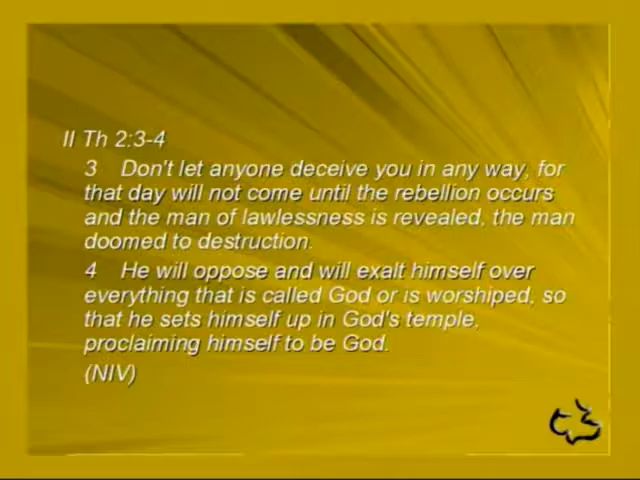 II Th 2:3-4
3 Don't let anyone deceive you in any way, for
that day will not come until the rebellion occurs
and the man of lawlessness is revealed, the man
doomed to destruction.
4 He will oppose and will exalt himself over
everything that is called God or is worshiped, so
that he sets himself up in God's temple,
proclaiming himself to be God.
(NIV)